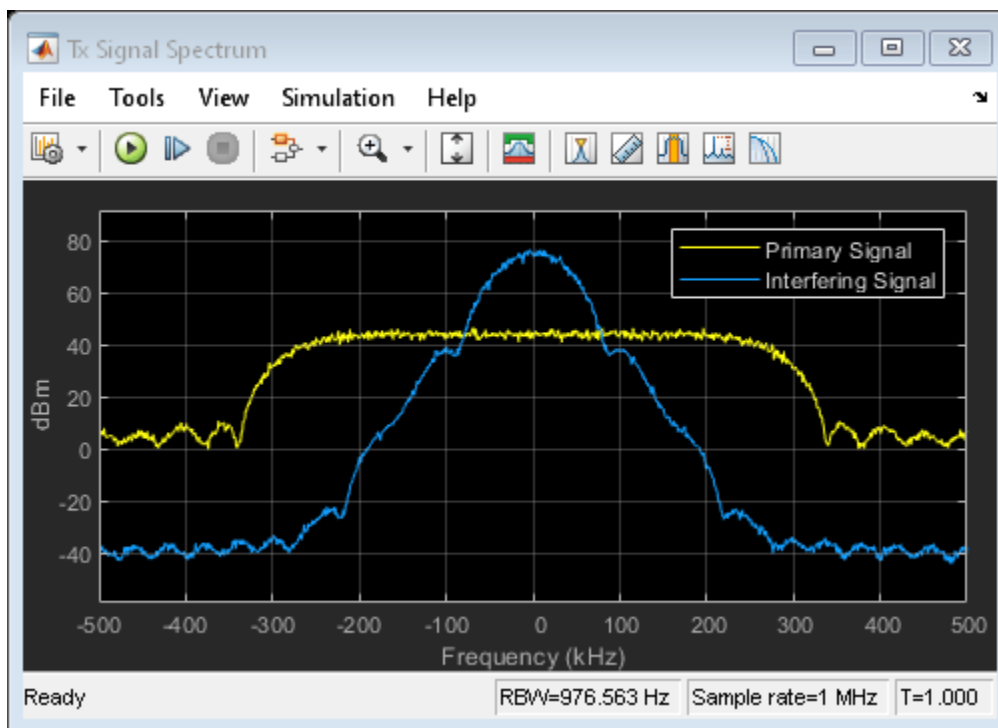 Tx Signal Spectrum
File Tools View Simulation Help
Primary Signal
Interfering Signal
80
60
40
20
0
-20
-40
dBm
-500 -400 -300 -200 -100 0 100 200 300 400 500
Frequency (kHz)
Ready RBW=976.563 Hz Sample rate=1 MHz T=1.000